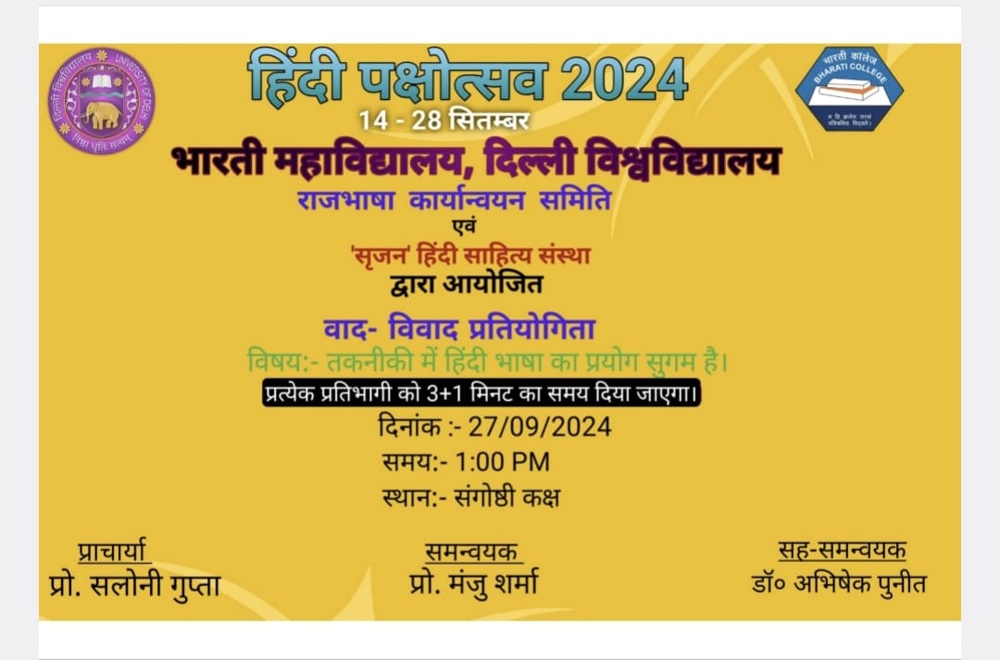 हिंदी पक्षोत्सव 2024
14 - 28 सितम्बर
भारती महाविद्यालय, दिल्ली विश्वविद्यालय
राजभाषा कार्यान्वयन समिति
एवं
'सृजन' हिंदी साहित्य संस्था
द्वारा आयोजित
वाद- विवाद प्रतियोगिता
विषय:- तकनीकी में हिंदी भाषा का प्रयोग सुगम है।
प्रत्येक प्रतिभागी को 3+1 मिनट का समय दिया जाएगा।
दिनांक :- 27/09/2024
समय:- 1:00 PM
स्थान:- संगोष्ठी कक्ष
प्राचार्या
प्रो. सलोनी गुप्ता
समन्वयक
प्रो. मंजु शर्मा
सह-समन्वयक
डॉ० अभिषेक पुनीत
दिल्ली विश्वविद्यालय
UNIVERSITY OF DELHI
निष्ठा धृतिः सत्यम्
भारती कॉलेज
BHARATI COLLEGE